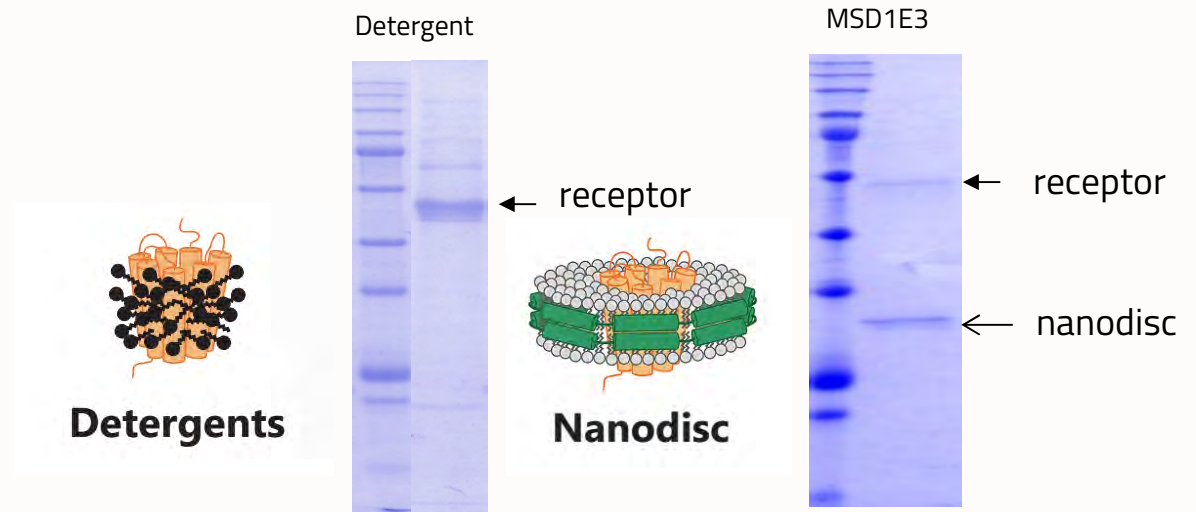 Detergent
MSD1E3
receptor
receptor
nanodisc
Detergents
Nanodisc